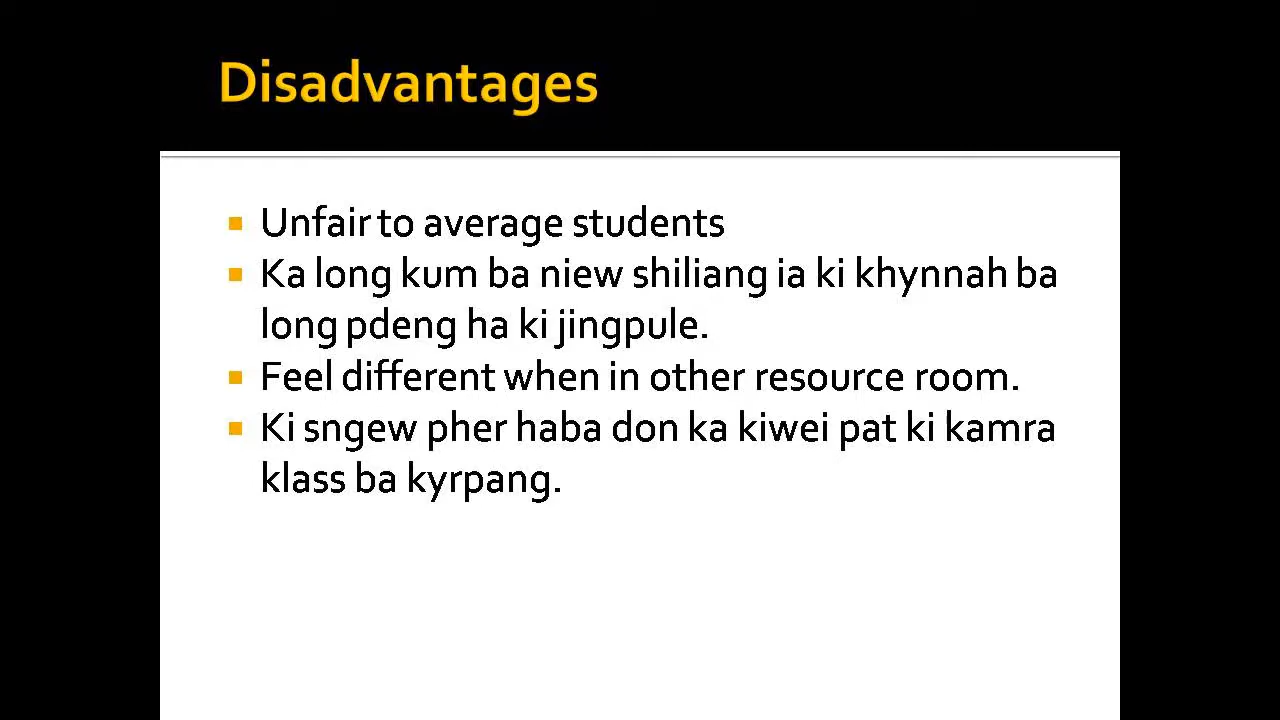 Disadvantages
Unfair to average students
Ka long kum ba niew shiliang ia ki khynnah ba
long pdeng ha ki jingpule.
Feel different when in other resource room.
Ki sngew pher haba don ka kiwei pat ki kamra
klass ba kyrpang.